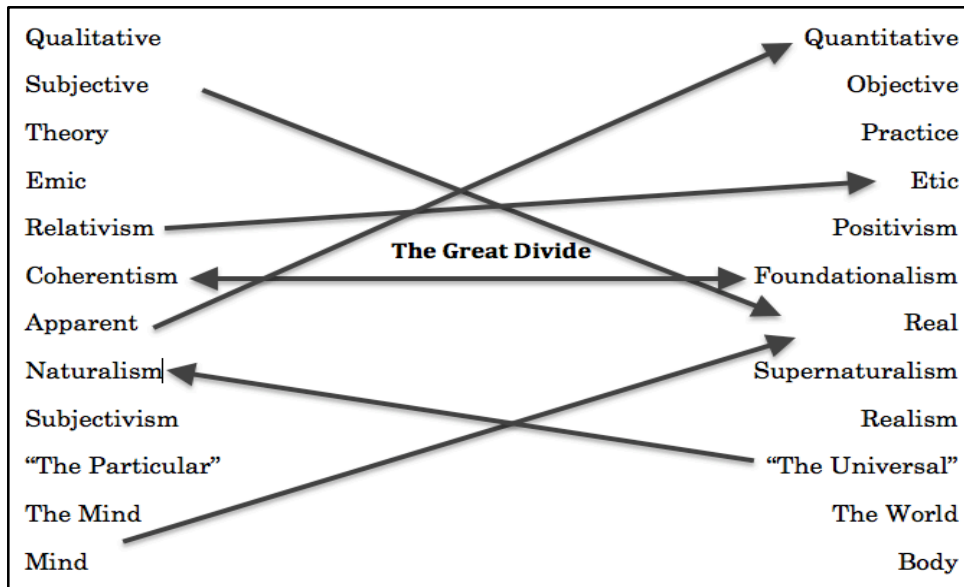 Qualitative Quantitative
Subjective Objective
Theory Practice
Emic Etic
Relativism Positivism
The Great Divide
Coherentism Foundationalism
Apparent Real
Naturalism Supernaturalism
Subjectivism Realism
“The Particular” “The Universal”
The Mind The World
Mind Body